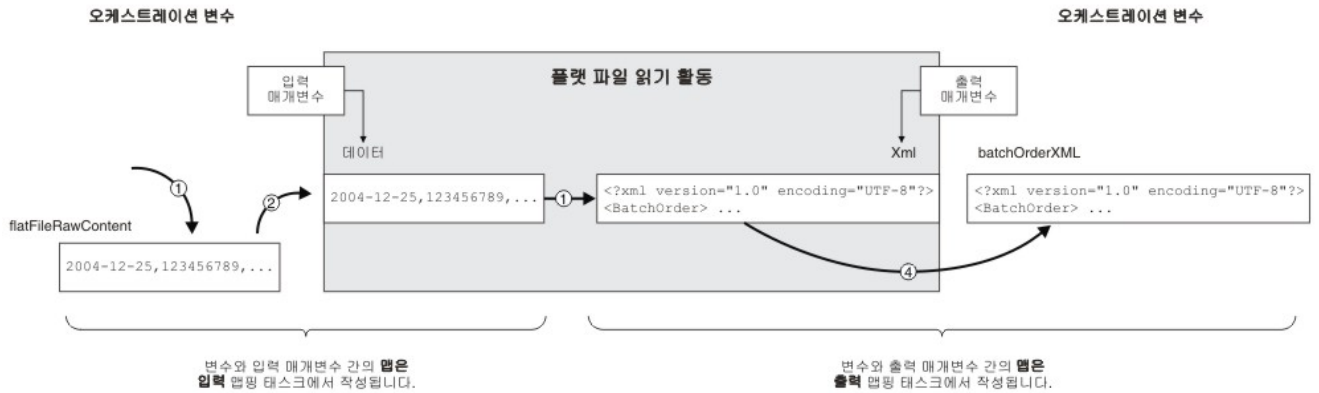 오케스트레이션 변수
오케스트레이션 변수
입력
매개변수
플랫 파일 읽기 활동
출력
매개변수
데이터
Xml
batchOrderXML
①
②
2004-12-25,123456789,...
①
<?xml version="1.0" encoding="UTF-8"?>
<BatchOrder> ...
<?xml version="1.0" encoding="UTF-8"?>
<BatchOrder> ...
flatFileRawContent
2004-12-25,123456789,...
④
변수와 입력 매개변수 간의 맵은
입력 맵핑 태스크에서 작성됩니다.
변수와 출력 매개변수 간의 맵은
출력 맵핑 태스크에서 작성됩니다.